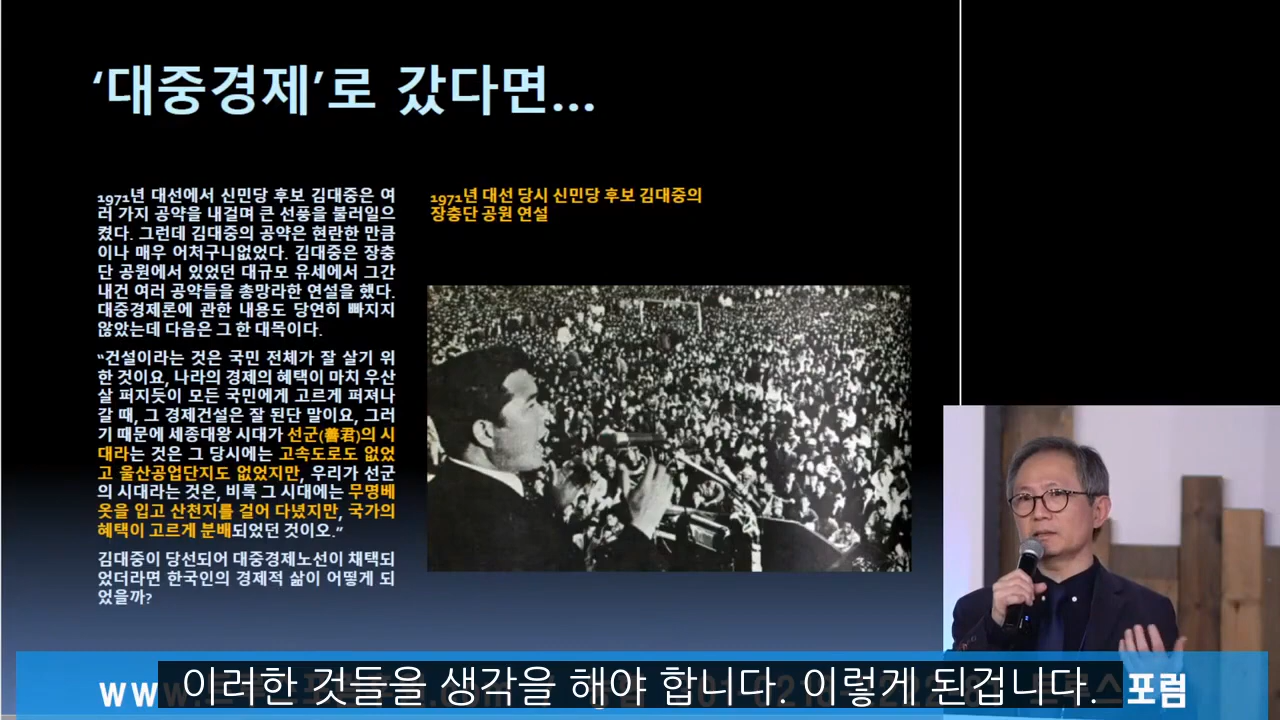 ‘대중경제’로 갔다면...
1971년 대선에서 신민당 후보 김대중은 여
러 가지 공약을 내걸며 큰 선풍을 불러일으
켰다. 그런데 김대중의 공약은 현란한 만큼
이나 매우 어처구니없었다. 김대중은 장충
단 공원에서 있었던 대규모 유세에서 그간
내건 여러 공약들을 총망라한 연설을 했다.
대중경제론에 관한 내용도 당연히 빠지지
않았는데 다음은 그 한 대목이다.
“건설이라는 것은 국민 전체가 잘 살기 위
한 것이요, 나라의 경제의 혜택이 마치 우산
살 퍼지듯이 모든 국민에게 고르게 퍼져나
갈 때, 그 경제건설은 잘 된단 말이요, 그러
기 때문에 세종대왕 시대가 선군(善君)의 시
대라는 것은 그 당시에는 고속도로도 없었
고 울산공업단지도 없었지만, 우리가 선군
의 시대라는 것은, 비록 그 시대에는 무명베
옷을 입고 산천지를 걸어 다녔지만, 국가의
혜택이 고르게 분배되었던 것이오.”
김대중이 당선되어 대중경제노선이 채택되
었더라면 한국인의 경제적 삶이 어떻게 되
었을까?
1971년 대선 당시 신민당 후보 김대중의
장충단 공원 연설
이러한 것들을 생각을 해야 합니다. 이렇게 된겁니다.
ww
포럼